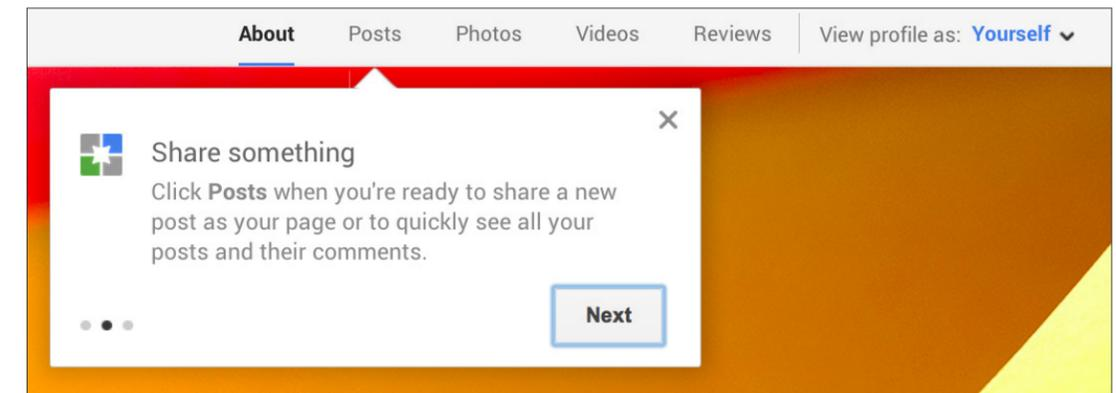 About Posts Photos Videos Reviews View profile as: Yourself
Share something
Click Posts when you're ready to share a new
post as your page or to quickly see all your
posts and their comments.
Next